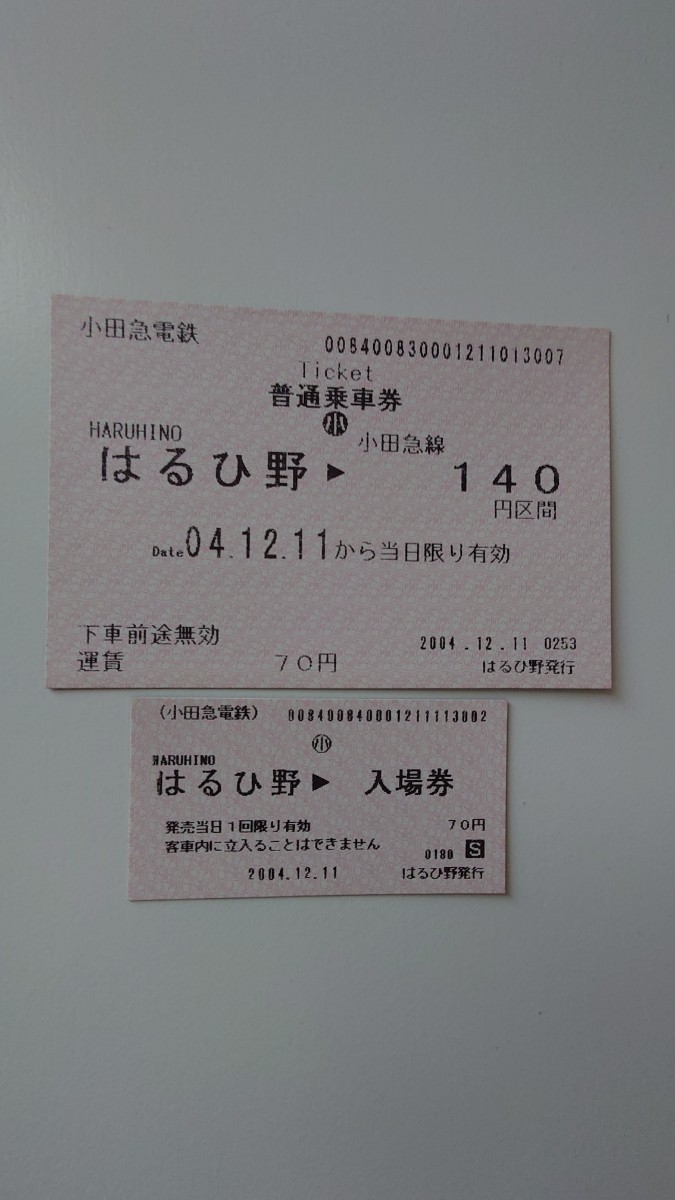 小田急電鉄
0084008300012110​13007
Ticket
普通乗車券
小
HARUHINO
小田急線
はるひ野▶ 140
円区間
Date 04.12.11から当日限り有効
下車前途無効
2004.12.11 0253
運賃 70円
はるひ野発行
(小田急電鉄) 008400840001211113002
小
HARUHINO
はるひ野▶ 入場券
発売当日1回限り有効 70円
客車内に立入ることはできません
0180 S
2004.12.11 はるひ野発行